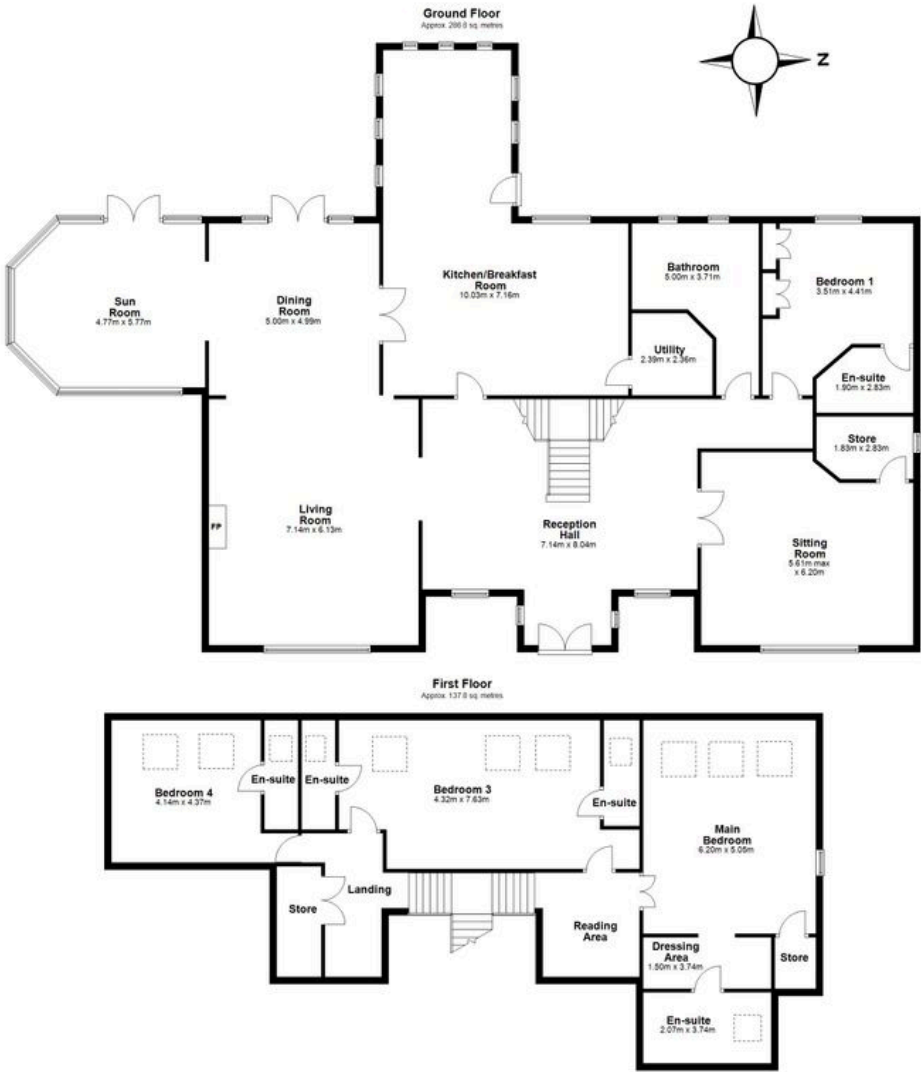 Ground Floor
Approx. 286.8 sq. metres
Z
Sun
Room
4.77m x 5.77m
Dining
Room
5.00m x 4.99m
Kitchen/Breakfast
Room
10.03m x 7.16m
Bathroom
5.00m x 3.71m
Utility
2.39m x 2.36m
Bedroom 1
3.51m x 4.41m
En-suite
1.90m x 2.83m
Store
1.83m x 2.83m
FP
Living
Room
7.14m x 6.13m
Reception
Hall
7.14m x 8.04m
Sitting
Room
5.61m max
x 6.20m
First Floor
Approx. 137.8 sq. metres
Bedroom 4
4.14m x 4.37m
En-suite
En-suite
Bedroom 3
4.32m x 7.63m
En-suite
Main
Bedroom
6.20m x 5.05m
Store
Landing
Reading
Area
Dressing
Area
1.50m x 3.74m
Store
En-suite
2.07m x 3.74m